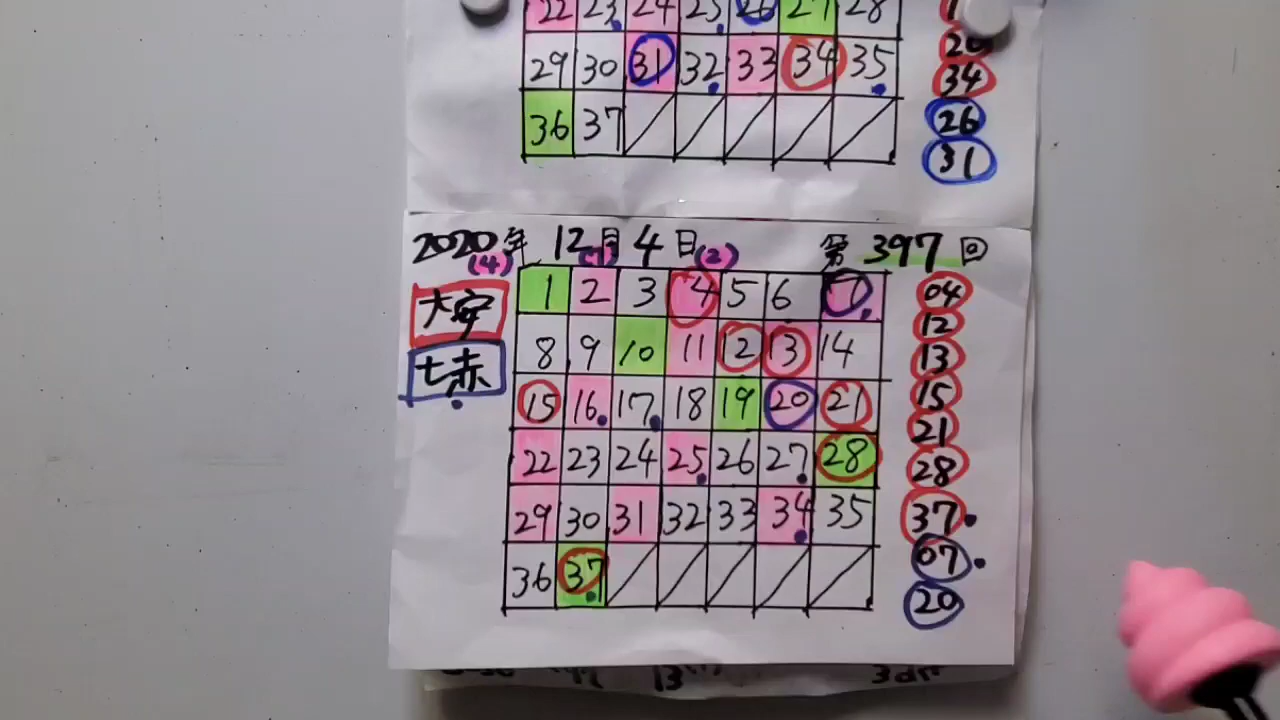 22 23 24 25 26 27 28
29 30 31 32 33 34 35
36 37
20
34
26
31
2020年 12月 4日 第 397 回
(4) (2)
大安
七赤
1 2 3 4 5 6 7
8 9 10 11 12 13 14
15 16 17 18 19 20 21
22 23 24 25 26 27 28
29 30 31 32 33 34 35
36 37
04
12
13
15
21
28
37
07
20